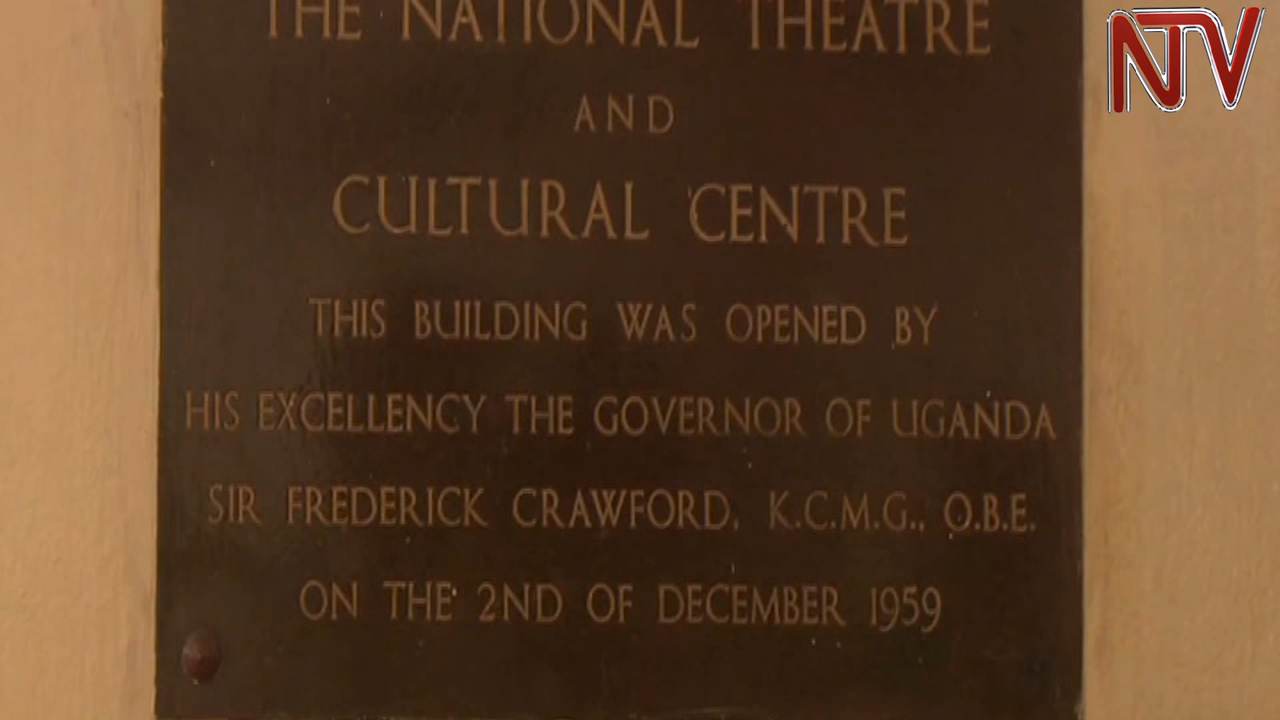 THE NATIONAL THEATRE
NTV
AND
CULTURAL CENTRE
THIS BUILDING WAS OPENED BY
HIS EXCELLENCY THE GOVERNOR OF UGANDA
SIR FREDERICK CRAWFORD, K.C.M.G., O.B.E.
ON THE 2ND OF DECEMBER 1959